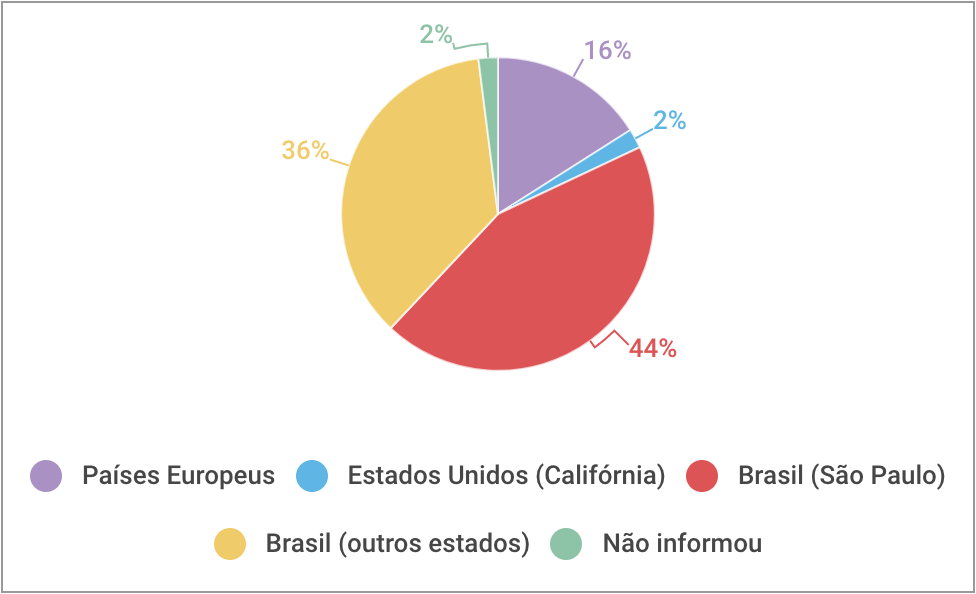 2%
16%
2%
36%
44%
Países Europeus
Estados Unidos (Califórnia)
Brasil (São Paulo)
Brasil (outros estados)
Não informou